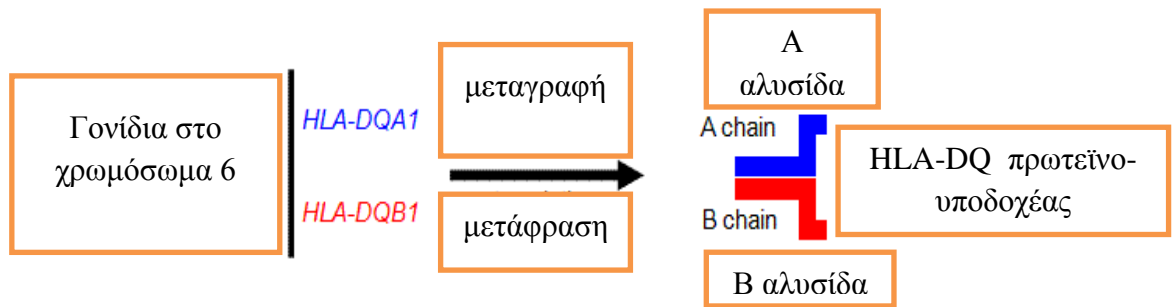 Γονίδια στο
χρωμόσωμα 6
HLA-DQA1
HLA-DQB1
μεταγραφή
μετάφραση
Α
αλυσίδα
A chain
B chain
Β αλυσίδα
HLA-DQ πρωτεϊνο-
υποδοχέας